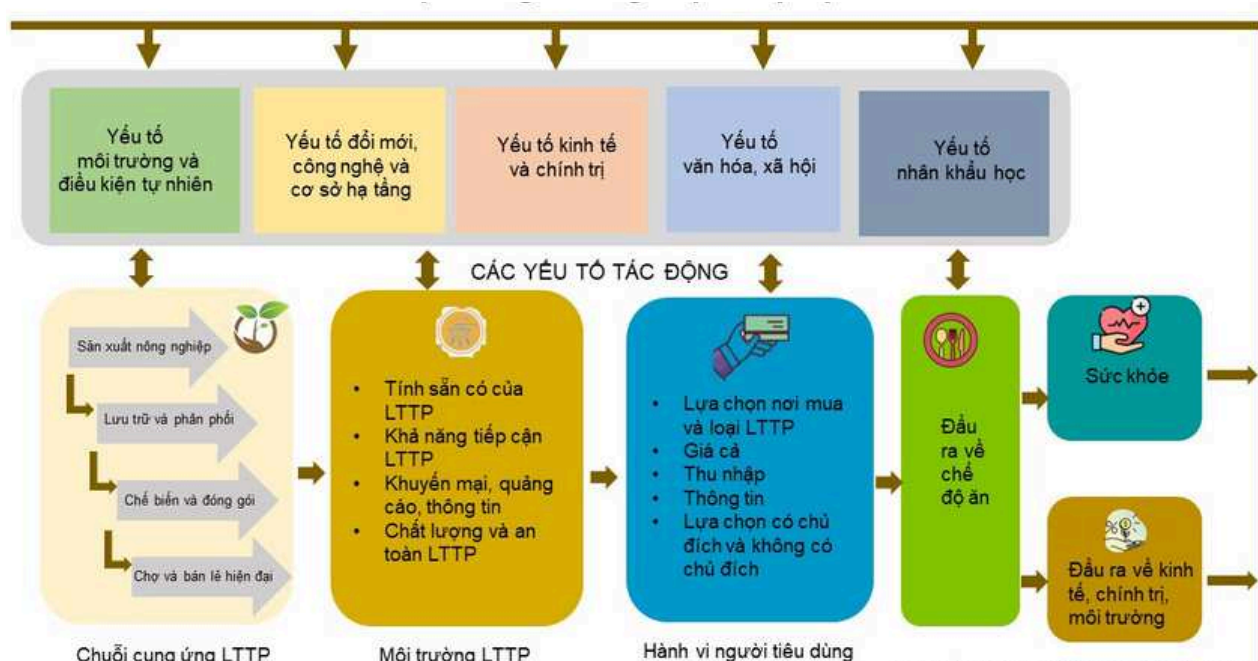 Yếu tố
môi trường và
điều kiện tự nhiên
Yếu tố đổi mới,
công nghệ và
cơ sở hạ tầng
Yếu tố kinh tế
và chính trị
Yếu tố
văn hóa, xã hội
Yếu tố
nhân khẩu học
CÁC YẾU TỐ TÁC ĐỘNG
Sản xuất nông nghiệp
Lưu trữ và phân phối
Chế biến và đóng gói
Chợ và bán lẻ hiện đại
• Tính sẵn có của
LTTP
• Khả năng tiếp cận
LTTP
• Khuyến mại, quảng
cáo, thông tin
• Chất lượng và an
toàn LTTP
• Lựa chọn nơi mua
và loại LTTP
• Giá cả
• Thu nhập
• Thông tin
• Lựa chọn có chủ
đích và không có
chủ đích
Đầu
ra về
chế
độ ăn
Sức khỏe
Đầu ra về kinh
tế, chính trị,
môi trường
Chuỗi cung ứng LTTP
Môi trường LTTP
Hành vi người tiêu dùng